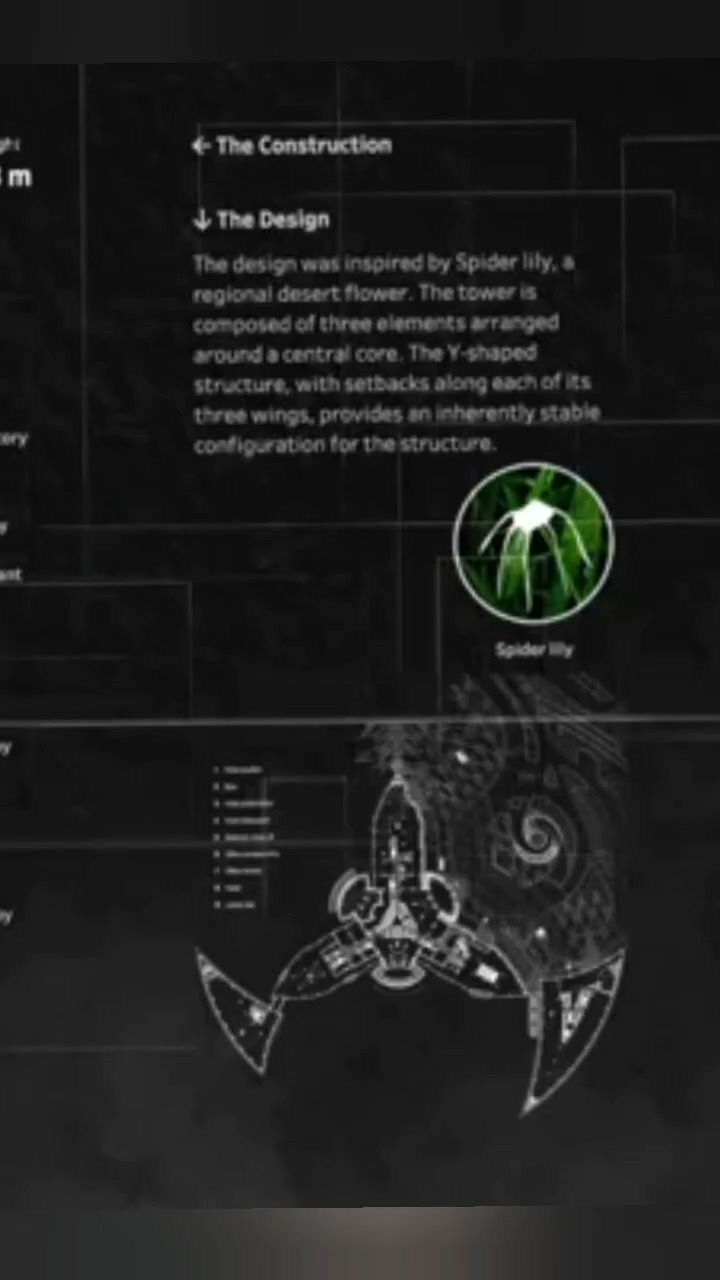 m
← The Construction
↓ The Design
The design was inspired by Spider lily, a
regional desert flower. The tower is
composed of three elements arranged
around a central core. The Y-shaped
structure, with setbacks along each of its
three wings, provides an inherently stable
configuration for the structure.
Spider lily